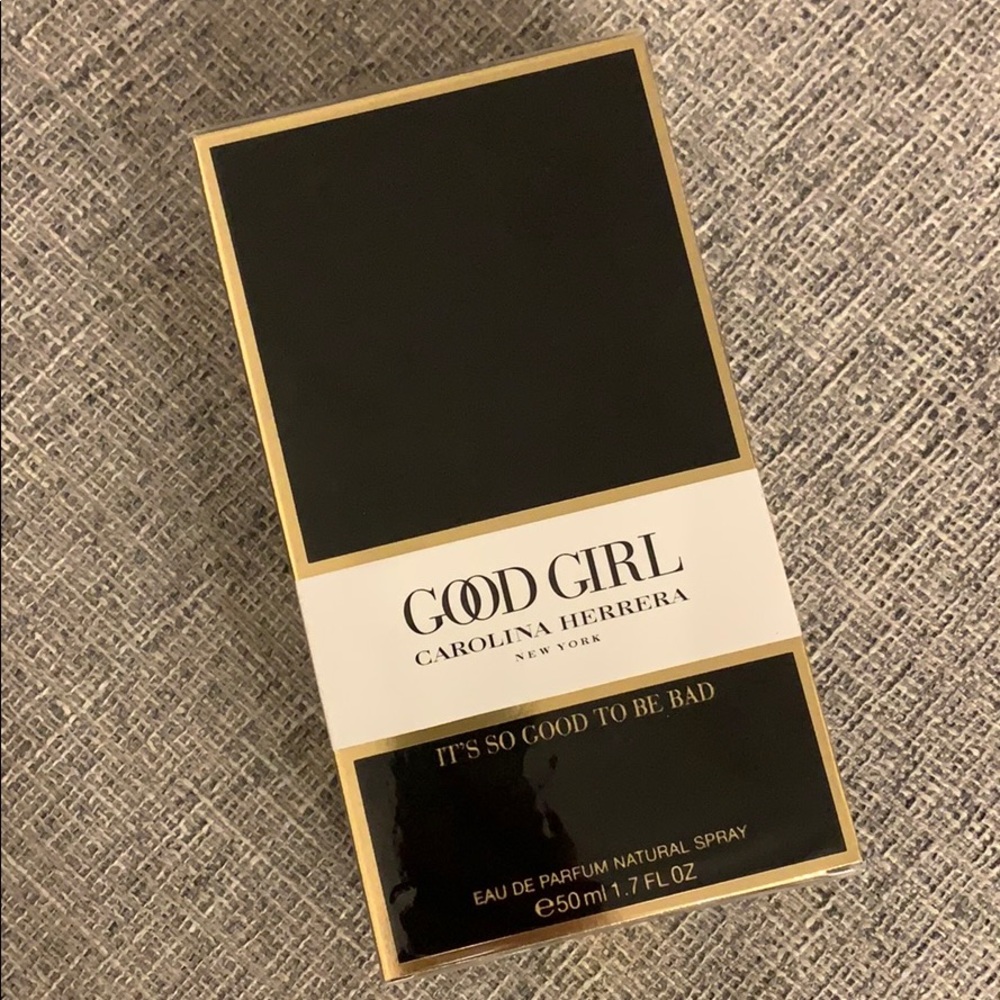 GOOD GIRL
CAROLINA HERRERA
NEW YORK
IT'S SO GOOD TO BE BAD
EAU DE PARFUM NATURAL SPRAY
℮50ml 1.7 FL OZ